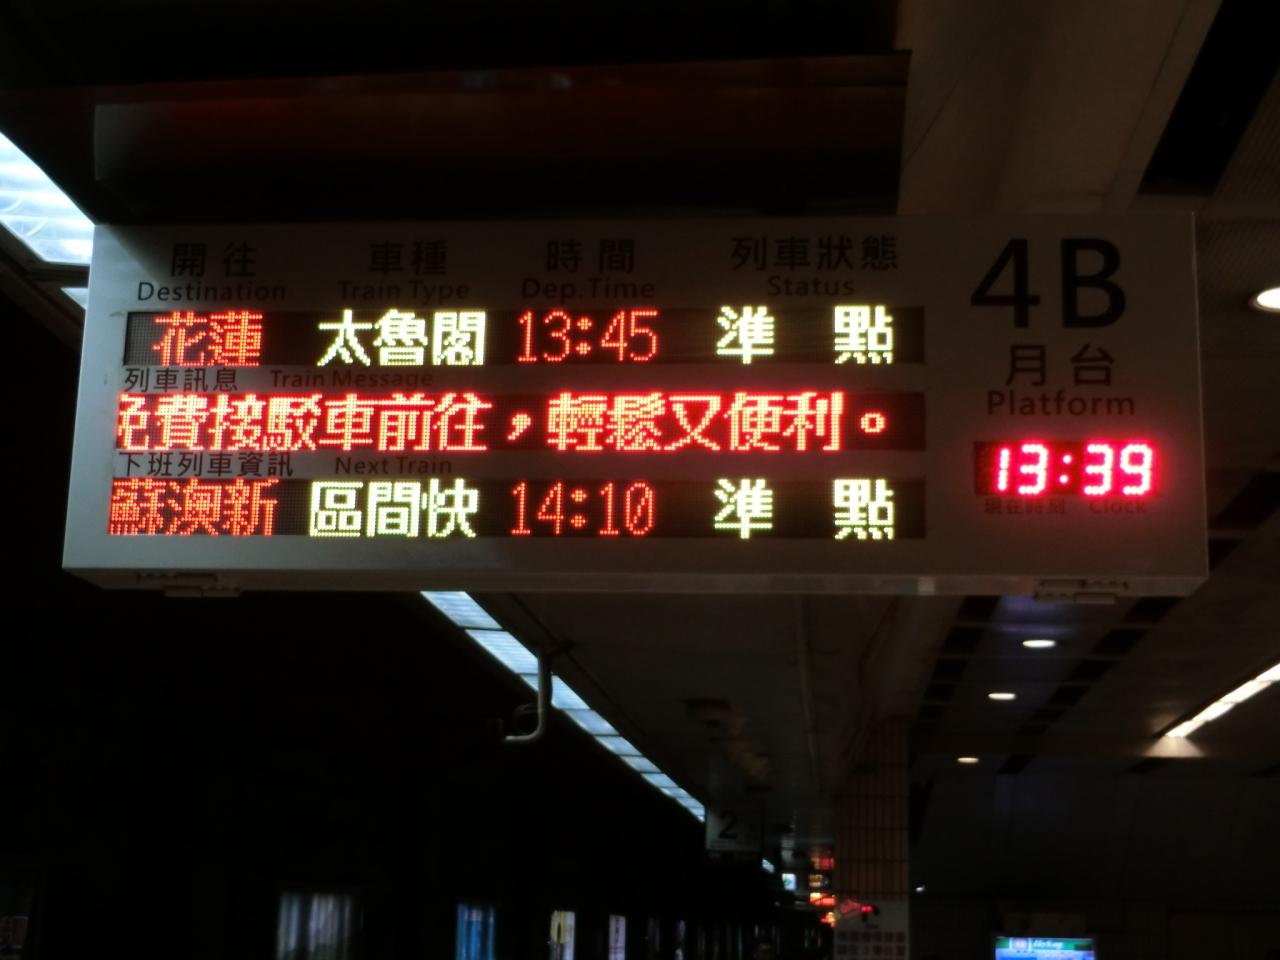 開往 車種 時間 列車狀態 4B
Destination Train Type Dep.Time Status
花蓮 太魯閣 13:45 準點
月台
列車訊息 Train Message
Platform
免費接駁車前往，輕鬆又便利。
下班列車資訊 Next Train
13:39
蘇澳新 區間快 14:10 準點
現在時刻 Clock
2